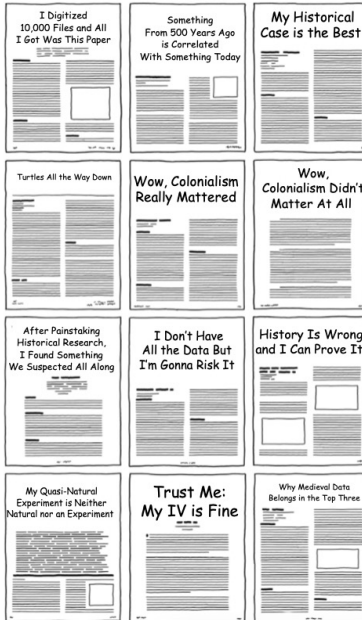 I Digitized
10,000 Files and All
I Got Was This Paper
Something
From 500 Years Ago
is Correlated
With Something Today
My Historical
Case is the Best
Turtles All the Way Down
Wow, Colonialism
Really Mattered
Wow,
Colonialism Didn't
Matter At All
After Painstaking
Historical Research,
I Found Something
We Suspected All Along
I Don't Have
All the Data But
I'm Gonna Risk It
History Is Wrong
and I Can Prove It
My Quasi-Natural
Experiment is Neither
Natural nor an Experiment
Trust Me:
My IV is Fine
Why Medieval Data
Belongs in the Top Three